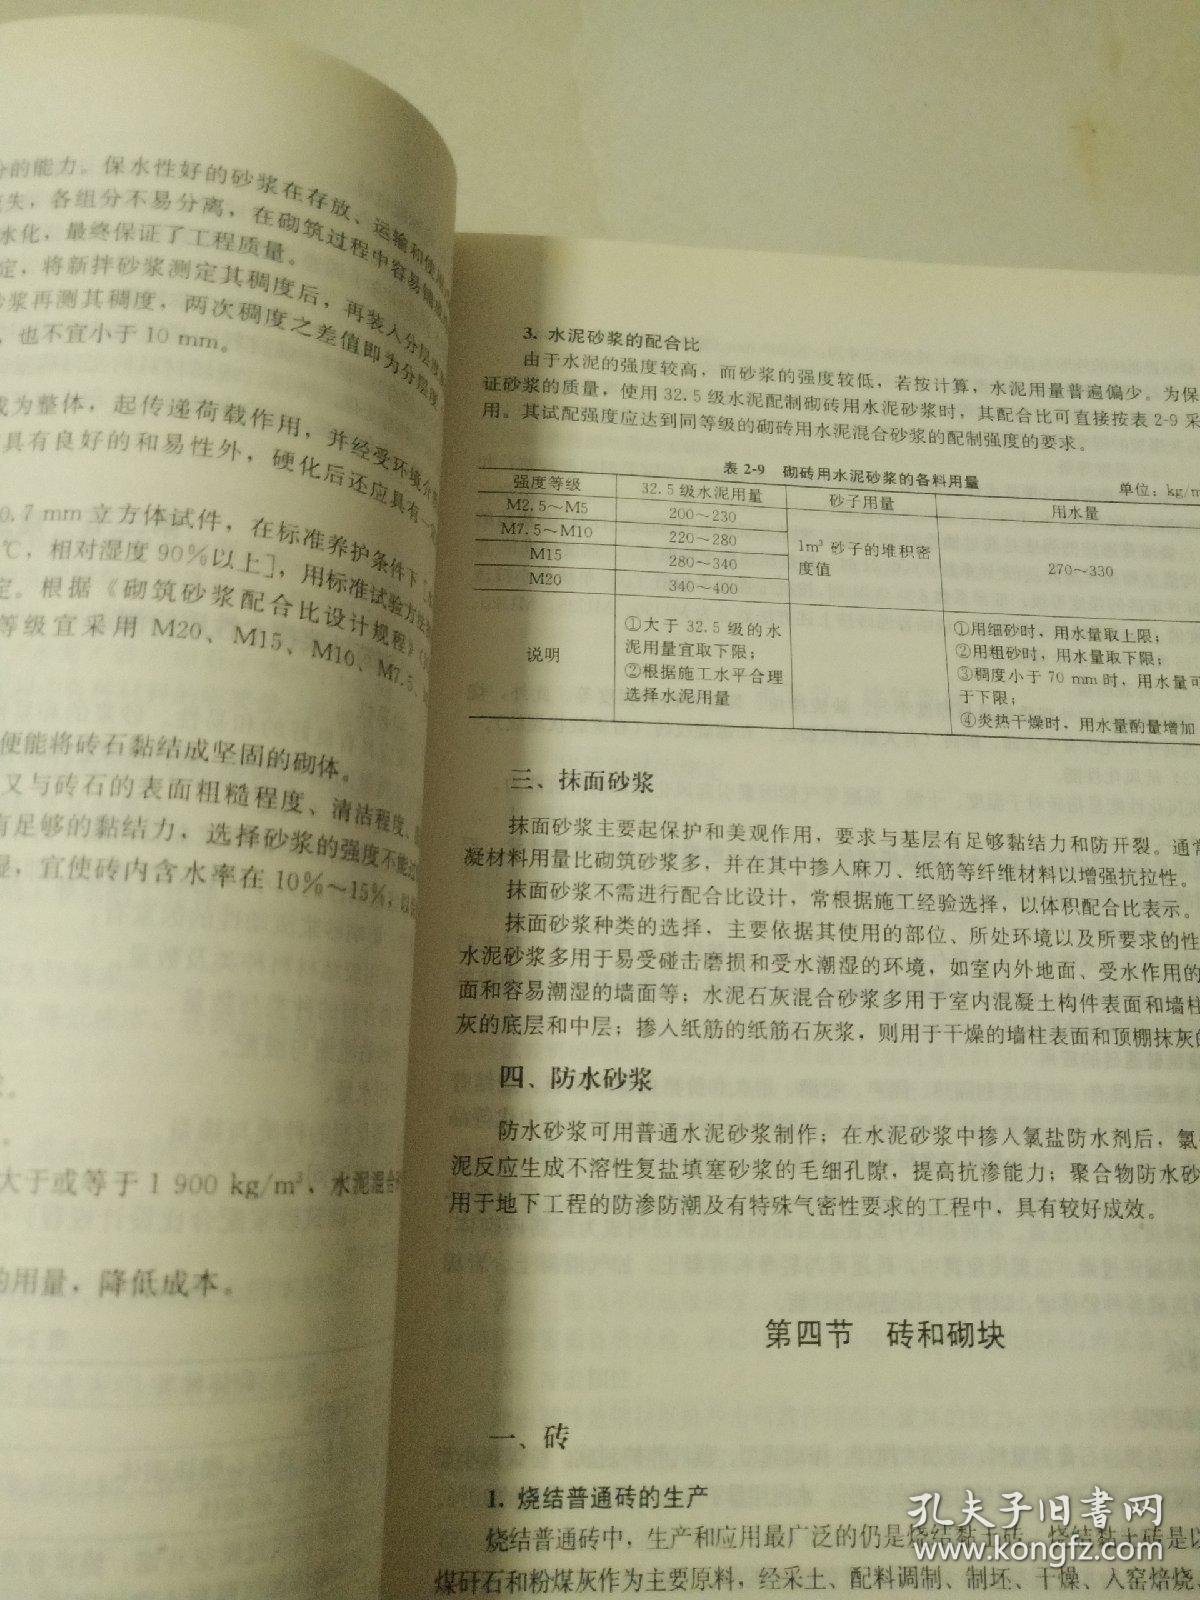 分的能力。保水性好的砂浆在存放、运输和使用
失，各组分不易分离，在砌筑过程中容易铺成
水化，最终保证了工程质量。
定，将新拌砂浆测定其稠度后，再装入分层度
浆再测其稠度，两次稠度之差值即为分层度
，也不宜小于10 mm。
成为整体，起传递荷载作用，并经受环境介
具有良好的和易性外，硬化后还应具有一
0.7 mm立方体试件，在标准养护条件下
℃，相对湿度90%以上]，用标准试验方法
定。根据《砌筑砂浆配合比设计规程》
等级宜采用 M20、M15、M10、M7.5、
便能将砖石黏结成坚固的砌体。
又与砖石的表面粗糙程度、清洁程度、
有足够的黏结力，选择砂浆的强度不能过
湿，宜使砖内含水率在10%～15%，以
大于或等于1 900 kg/m³、水泥混合
的用量，降低成本。
3. 水泥砂浆的配合比
由于水泥的强度较高，而砂浆的强度较低，若按计算，水泥用量普遍偏少。为保
证砂浆的质量，使用32.5级水泥配制砌砖用水泥砂浆时，其配合比可直接按表2-9采
用。其试配强度应达到同等级的砌砖用水泥混合砂浆的配制强度的要求。
表 2-9 砌砖用水泥砂浆的各料用量 单位：kg/m
强度等级 32.5级水泥用量 砂子用量 用水量
M2.5～M5 200～230
M7.5～M10 220～280
M15 280～340
M20 340～400
1m³ 砂子的堆积密
度值
270～330
说明
①大于 32.5 级的水
泥用量宜取下限；
②根据施工水平合理
选择水泥用量
①用细砂时，用水量取上限；
②用粗砂时，用水量取下限；
③稠度小于 70 mm 时，用水量可
于下限；
④炎热干燥时，用水量酌量增加
三、抹面砂浆
抹面砂浆主要起保护和美观作用，要求与基层有足够黏结力和防开裂。通常
凝材料用量比砌筑砂浆多，并在其中掺入麻刀、纸筋等纤维材料以增强抗拉性。
抹面砂浆不需进行配合比设计，常根据施工经验选择，以体积配合比表示。
抹面砂浆种类的选择，主要依据其使用的部位、所处环境以及所要求的性
水泥砂浆多用于易受碰击磨损和受水潮湿的环境，如室内外地面、受水作用的
面和容易潮湿的墙面等；水泥石灰混合砂浆多用于室内混凝土构件表面和墙柱
灰的底层和中层；掺入纸筋的纸筋石灰浆，则用于干燥的墙柱表面和顶棚抹灰的
四、防水砂浆
防水砂浆可用普通水泥砂浆制作；在水泥砂浆中掺入氯盐防水剂后，氯
泥反应生成不溶性复盐填塞砂浆的毛细孔隙，提高抗渗能力；聚合物防水砂
用于地下工程的防渗防潮及有特殊气密性要求的工程中，具有较好成效。
第四节 砖和砌块
一、砖
1. 烧结普通砖的生产
烧结普通砖中，生产和应用最广泛的仍是烧结黏土砖。烧结黏土砖是以
煤矸石和粉煤灰作为主要原料，经采土、配料调制、制坯、干燥、入窑焙烧、
孔夫子旧书网
www.kongfz.com